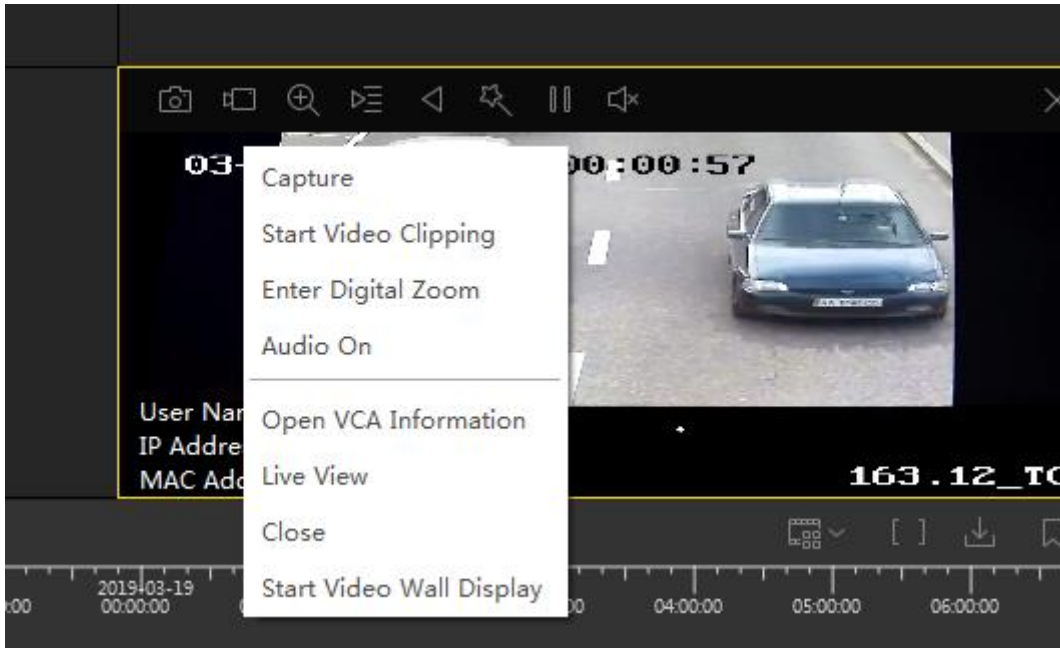 03-
00:00:57
Capture
Start Video Clipping
Enter Digital Zoom
Audio On
User Nar
Open VCA Information
IP Addre
MAC Add
Live View
163.12_TC
Close
Start Video Wall Display
2019-03-19
:00
00:00:00
04:00:00
05:00:00
06:00:00